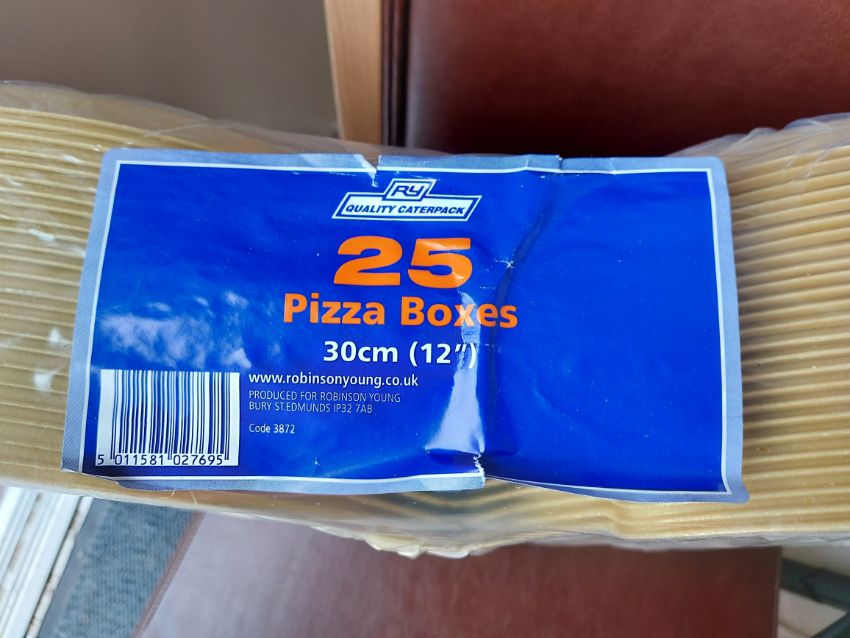 RY
QUALITY CATERPACK
25
Pizza Boxes
30cm (12")
www.robinsonyoung.co.uk
PRODUCED FOR ROBINSON YOUNG
BURY ST.EDMUNDS IP32 7AB
Code 3872
5 011581 027695